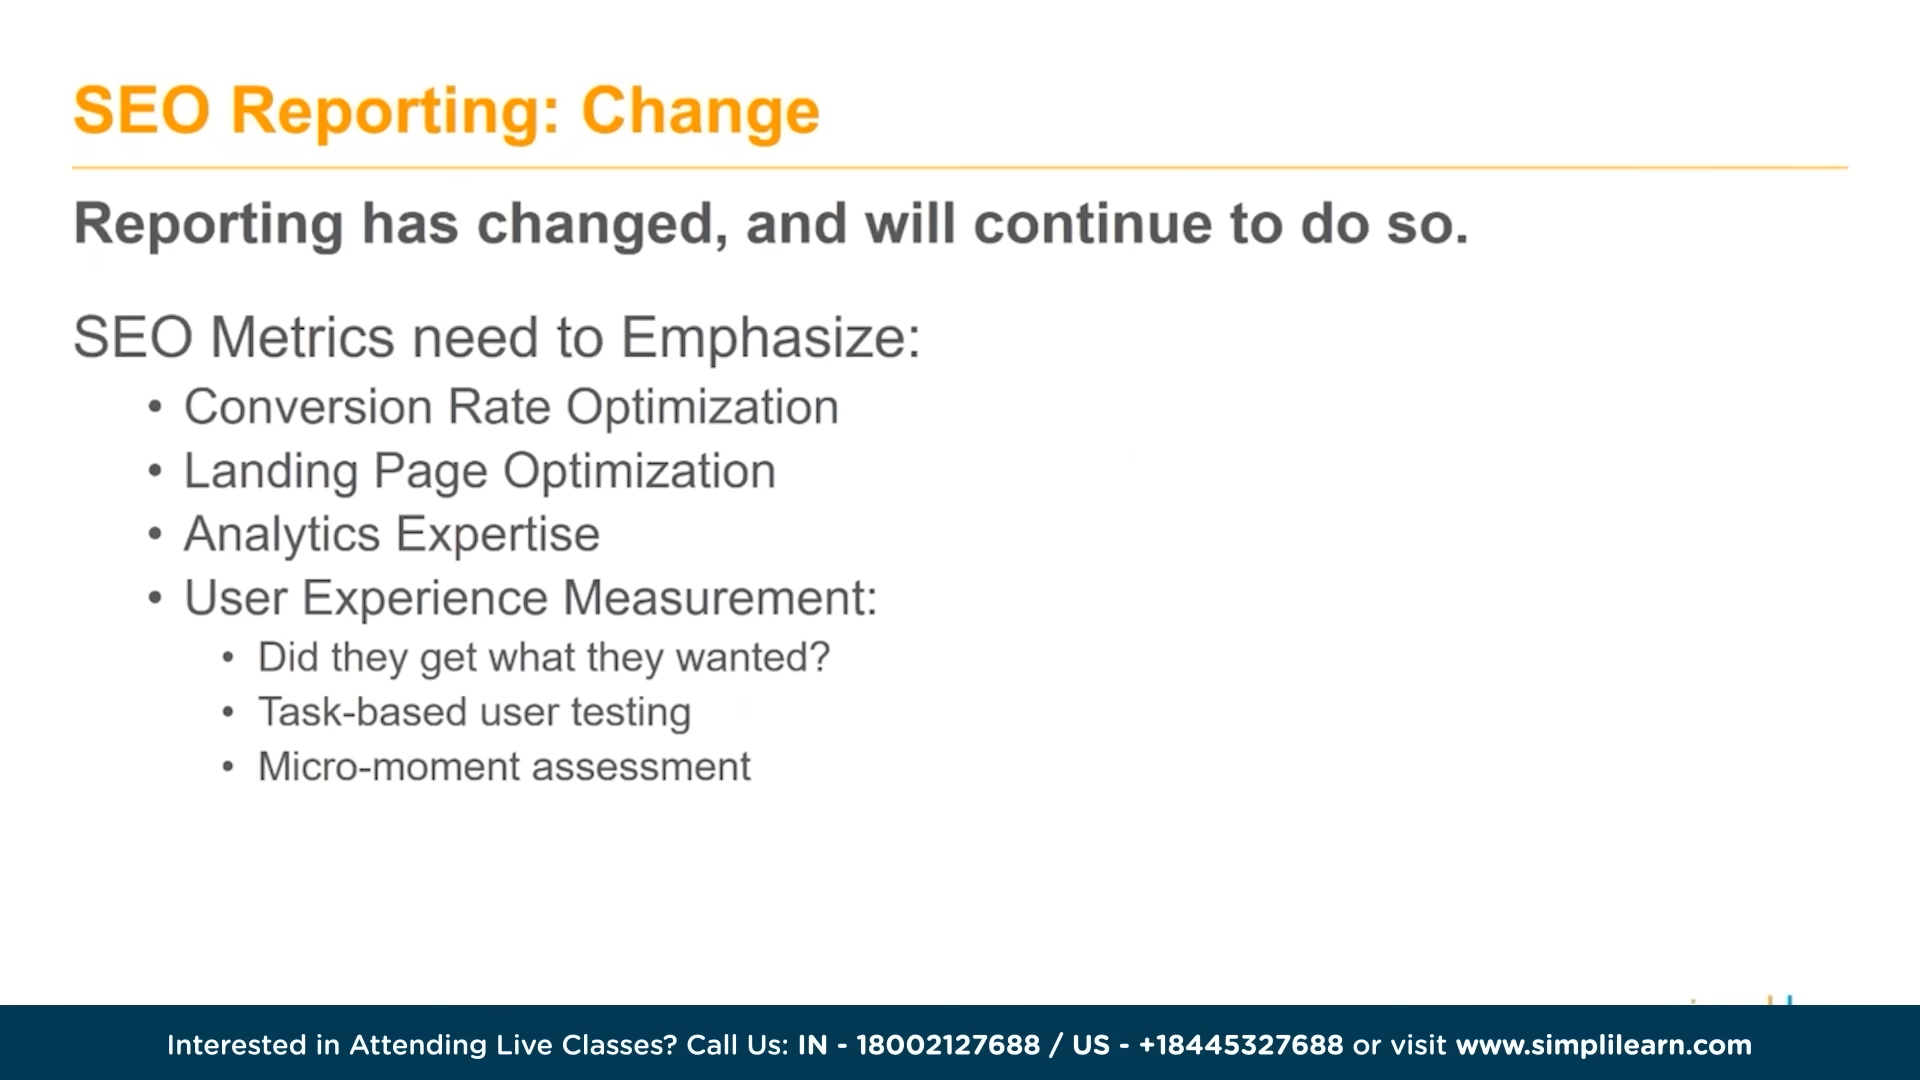 SEO Reporting: Change
Reporting has changed, and will continue to do so.
SEO Metrics need to Emphasize:
• Conversion Rate Optimization
• Landing Page Optimization
• Analytics Expertise
• User Experience Measurement:
• Did they get what they wanted?
• Task-based user testing
• Micro-moment assessment
Interested in Attending Live Classes? Call Us: IN - 18002127688 / US - +18445327688 or visit www.simplilearn.com